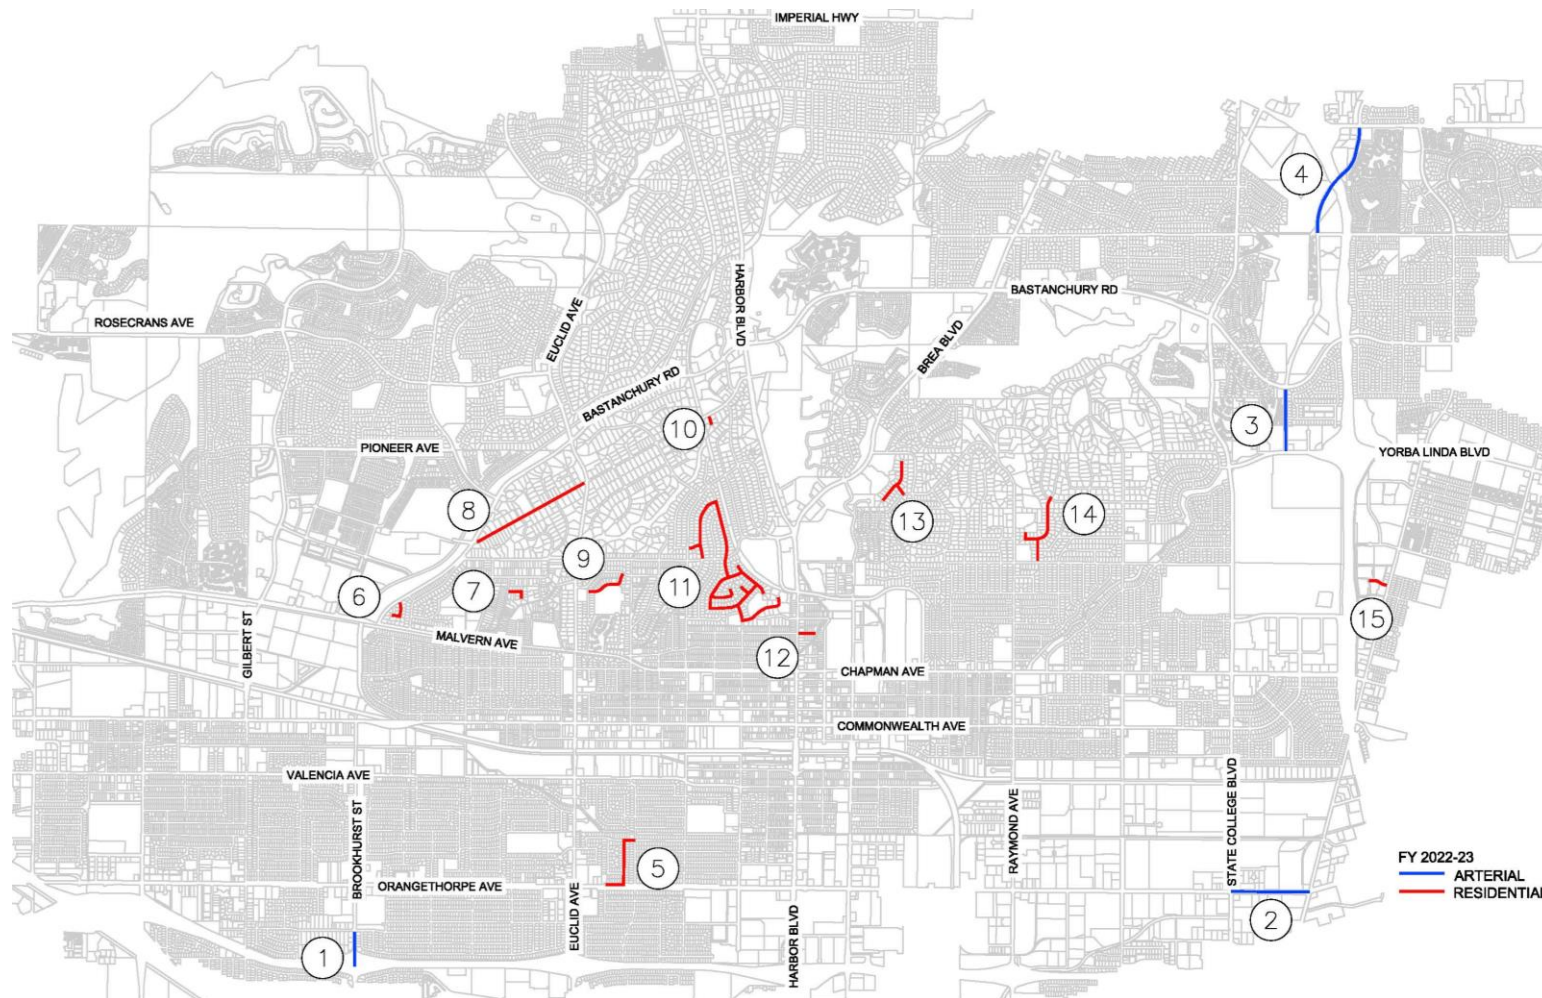 IMPERIAL HWY
4
BASTANCHURY RD
HARBOR BLVD
ROSECRANS AVE
EUCLID AVE
BREA BLVD
BASTANCHURY RD
10
3
PIONEER AVE
YORBA LINDA BLVD
8
13
14
9
11
6
7
15
GILBERT ST
MALVERN AVE
12
CHAPMAN AVE
COMMONWEALTH AVE
VALENCIA AVE
BROOKHURST ST
STATE COLLEGE BLVD
RAYMOND AVE
5
FY 2022-23
ARTERIAL
RESIDENTIAL
ORANGETHORPE AVE
EUCLID AVE
HARBOR BLVD
2
1